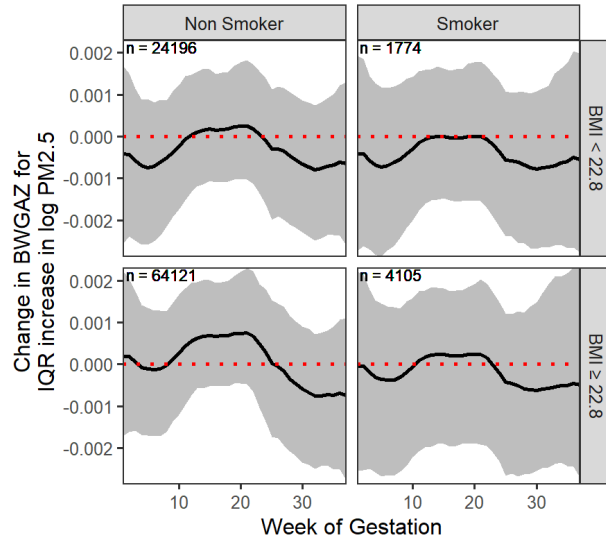 Non Smoker
Smoker
n = 24196
n = 1774
0.002
0.001
0.000
-0.001
-0.002
BMI < 22.8
n = 64121
n = 4105
0.002
0.001
0.000
-0.001
-0.002
BMI ≥ 22.8
Change in BWGAZ for
IQR increase in log PM2.5
10
20
30
10
20
30
Week of Gestation